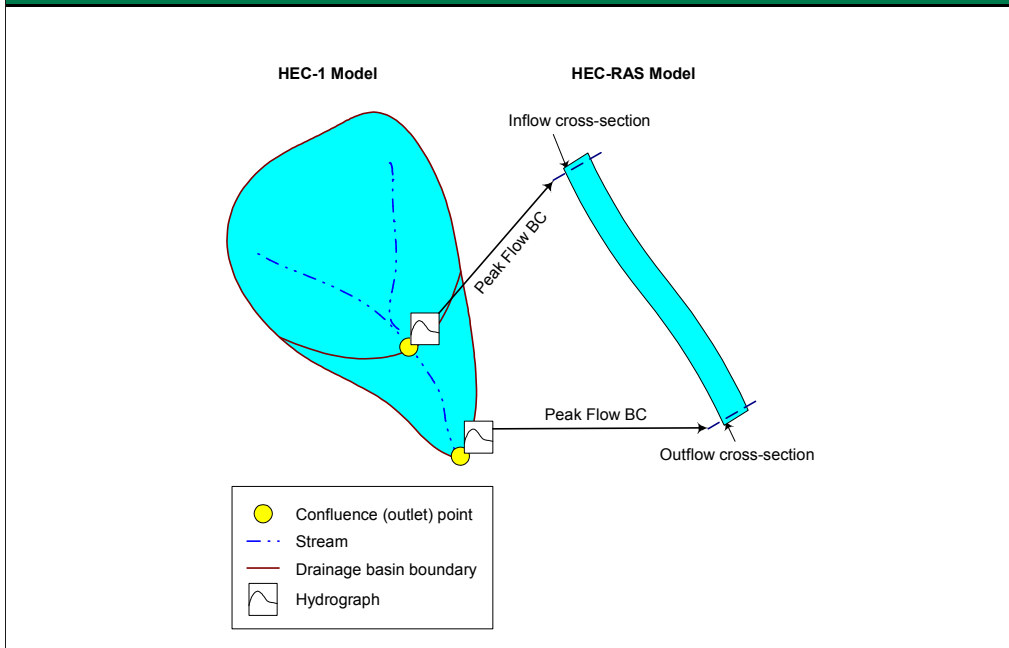 HEC-1 Model
HEC-RAS Model
Inflow cross-section
Peak Flow BC
Peak Flow BC
Outflow cross-section
Confluence (outlet) point
Stream
Drainage basin boundary
Hydrograph